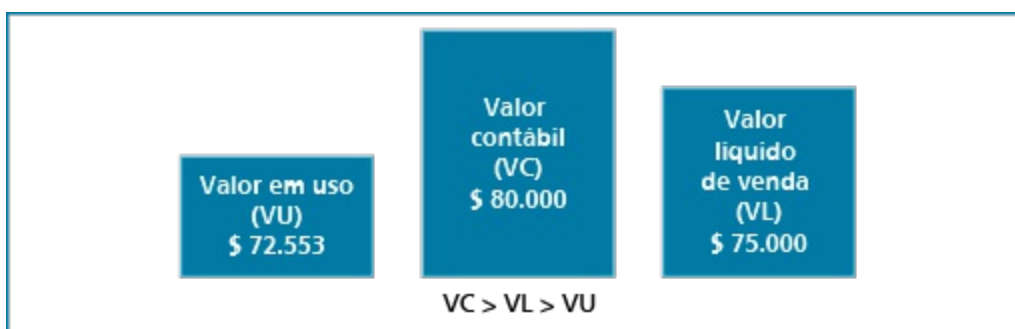 Valor em uso
(VU)
$ 72.553
Valor
contábil
(VC)
$ 80.000
Valor
liquido
de venda
(VL)
$ 75.000
VC > VL > VU